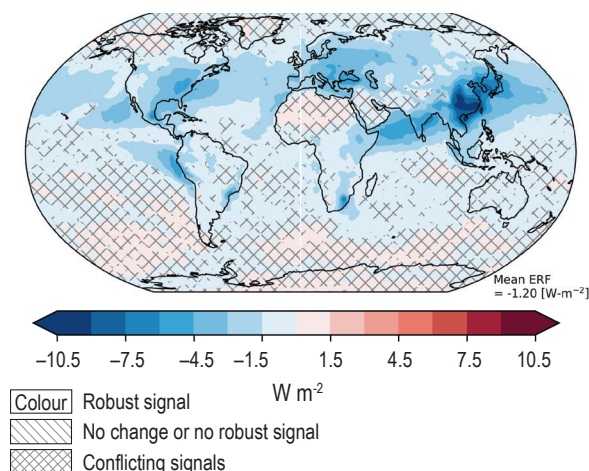 Mean ERF
= -1.20 [W-m⁻²]
–10.5 –7.5 –4.5 –1.5 1.5 4.5 7.5 10.5
W m⁻²
Colour Robust signal
No change or no robust signal
Conflicting signals